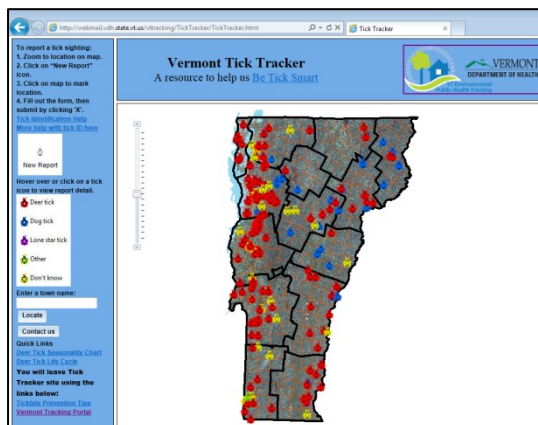 http://webmail.vdh.state.vt.us/vttracking/TickTracker/TickTracker.html
Tick Tracker
To report a tick sighting:
1. Zoom to location on map.
2. Click on "New Report"
icon.
3. Click on map to mark
location.
4. Fill out the form, then
submit by clicking 'X'.
Tick Identification Help
More help with tick ID here
New Report
Hover over or click on a tick
icon to view report detail.
Deer tick
Dog tick
Lone star tick
Other
Don't know
Enter a town name:
Locate
Contact us
Quick Links
Deer Tick Seasonality Chart
Deer Tick Life Cycle
You will leave Tick
Tracker site using the
links below:
Tickbite Prevention Tips
Vermont Tracking Portal
Vermont Tick Tracker
A resource to help us Be Tick Smart
VT Environmental
Public Health Tracking
VERMONT
DEPARTMENT OF HEALTH